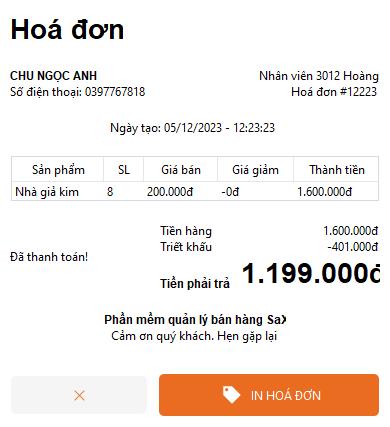 Hoá đơn
CHU NGỌC ANH
Nhân viên 3012 Hoàng
Số điện thoại: 0397767818
Hoá đơn #12223
Ngày tạo: 05/12/2023 - 12:23:23
Sản phẩm SL Giá bán Giá giảm Thành tiền
Nhà giả kim 8 200.000đ -0đ 1.600.000đ
Tiền hàng 1.600.000đ
Triết khấu -401.000đ
Đã thanh toán!
Tiền phải trả 1.199.000đ
Phần mềm quản lý bán hàng SaX
Cảm ơn quý khách. Hẹn gặp lại
IN HOÁ ĐƠN